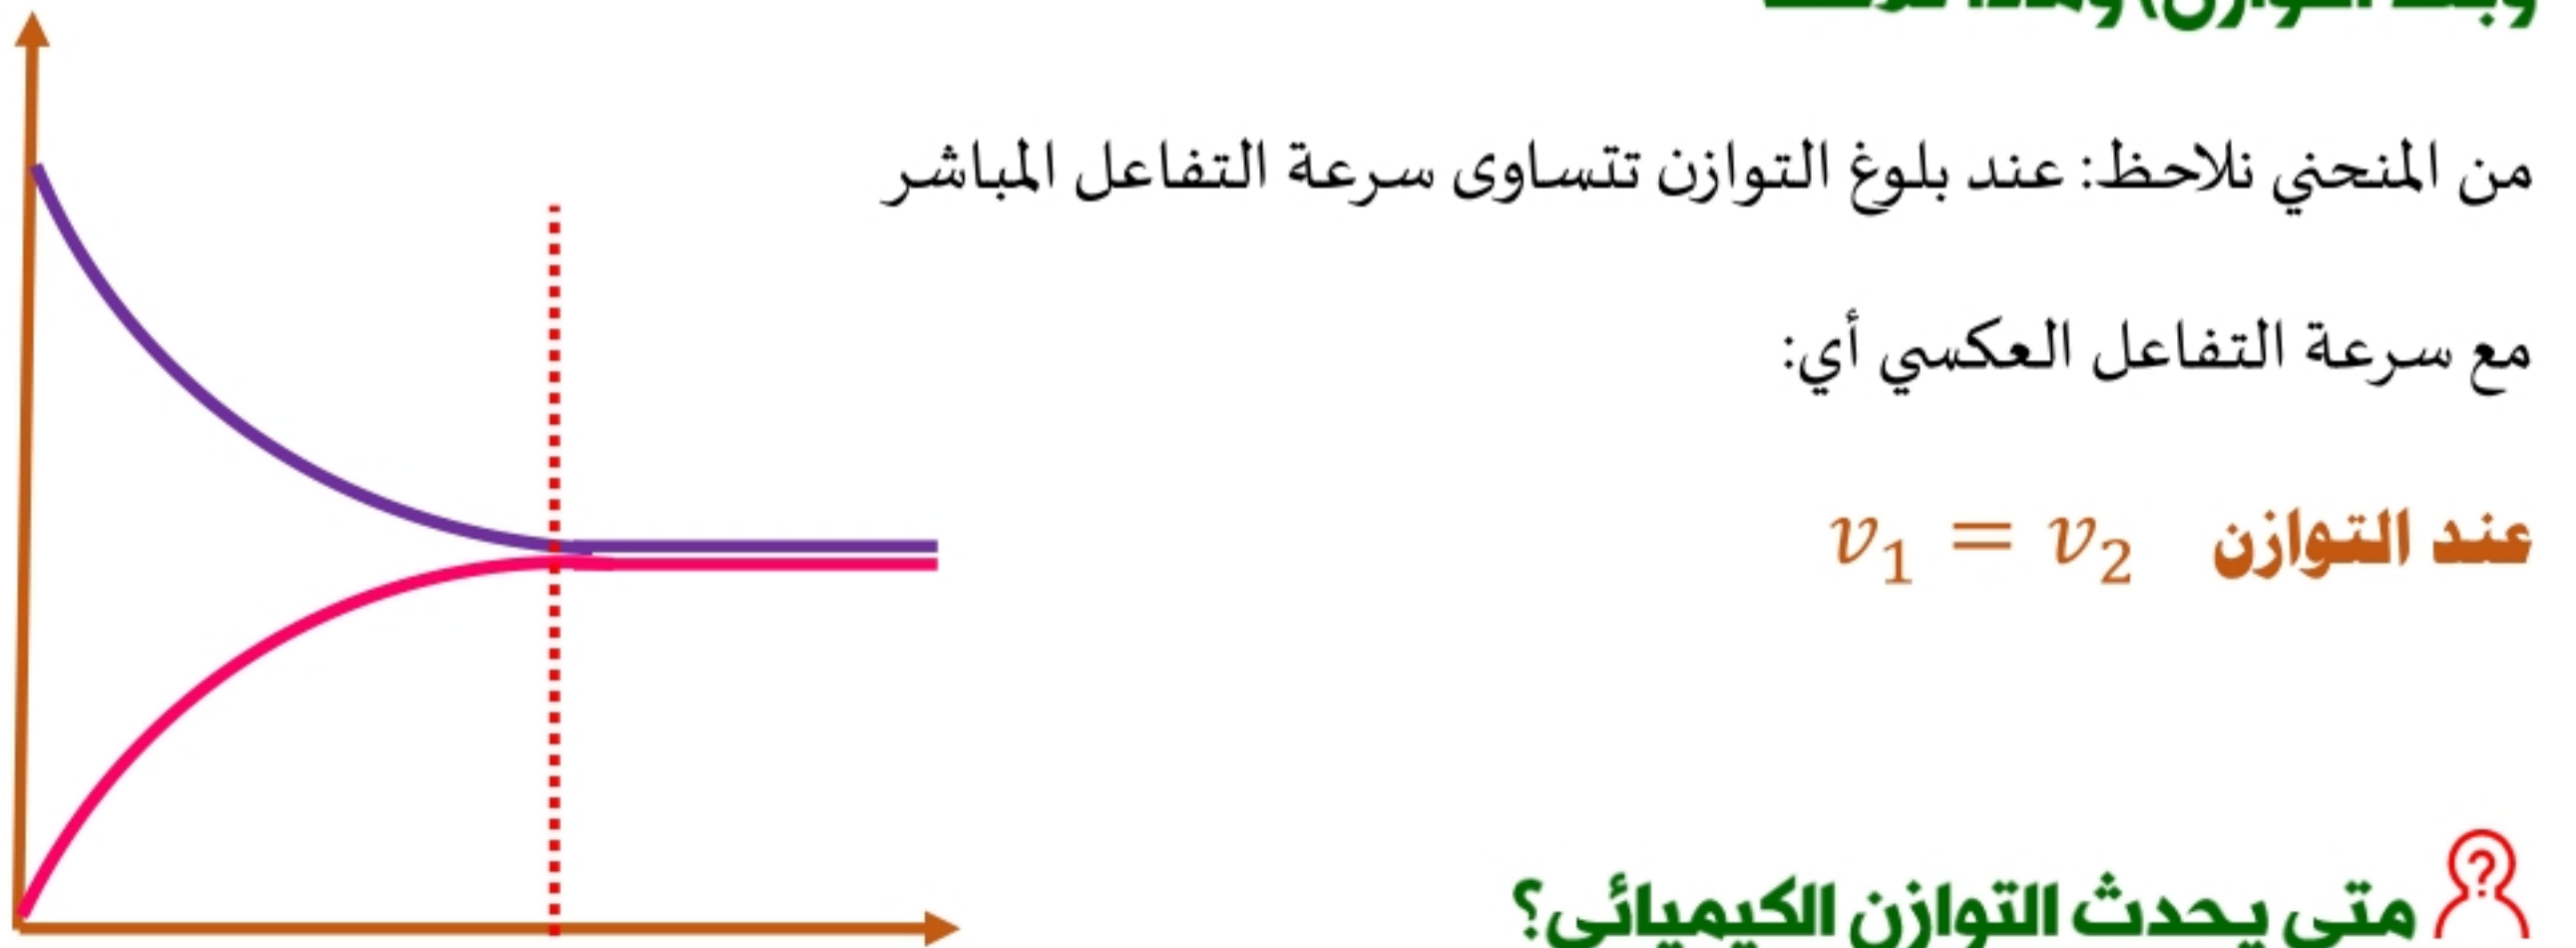 من المنحني نلاحظ: عند بلوغ التوازن تتساوى سرعة التفاعل المباشر
مع سرعة التفاعل العكسي أي:
عند التوازن v₁ = v₂
متى يحدث التوازن الكيميائي؟